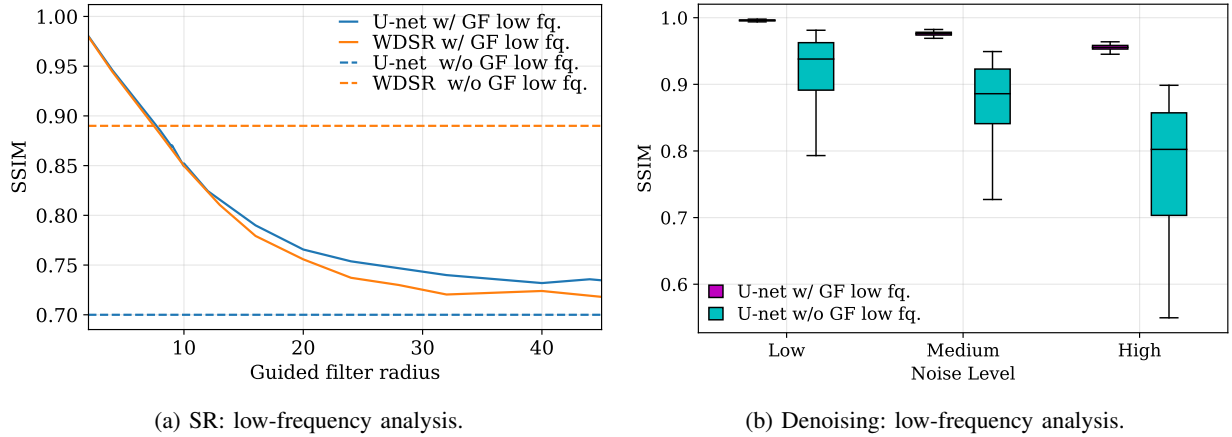 1.00
0.95
0.90
0.85
0.80
0.75
0.70
SSIM
10
20
30
40
Guided filter radius
U-net w/ GF low fq.
WDSR w/ GF low fq.
U-net w/o GF low fq.
WDSR w/o GF low fq.
(a) SR: low-frequency analysis.
1.0
0.9
0.8
0.7
0.6
SSIM
U-net w/ GF low fq.
U-net w/o GF low fq.
Low
Medium
High
Noise Level
(b) Denoising: low-frequency analysis.